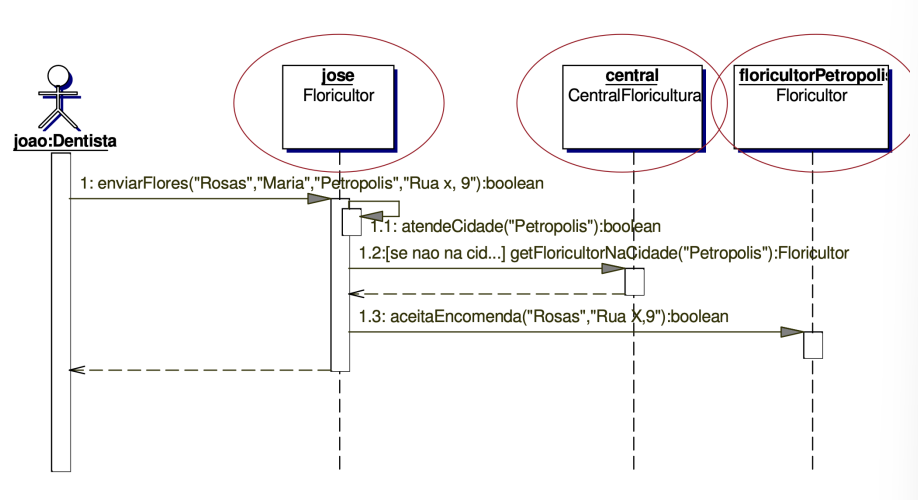 jose
Floricultor
central
CentralFloricultura
floricultorPetropolis
Floricultor
joao:Dentista
1: enviarFlores("Rosas","Maria","Petropolis","Rua x, 9"):boolean
1.1: atendeCidade("Petropolis"):boolean
1.2:[se nao na cid...] getFloricultorNaCidade("Petropolis"):Floricultor
1.3: aceitaEncomenda("Rosas","Rua X,9"):boolean